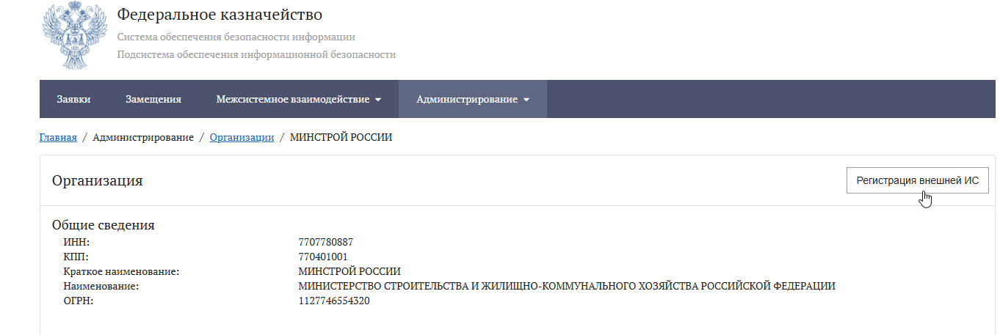 Федеральное казначейство
Система обеспечения безопасности информации
Подсистема обеспечения информационной безопасности
Заявки Замещения Межсистемное взаимодействие Администрирование
Главная / Администрирование / Организации / МИНСТРОЙ РОССИИ
Организация Регистрация внешней ИС
Общие сведения
ИНН: 7707780887
КПП: 770401001
Краткое наименование: МИНСТРОЙ РОССИИ
Наименование: МИНИСТЕРСТВО СТРОИТЕЛЬСТВА И ЖИЛИЩНО-КОММУНАЛЬНОГО ХОЗЯЙСТВА РОССИЙСКОЙ ФЕДЕРАЦИИ
ОГРН: 1127746554320